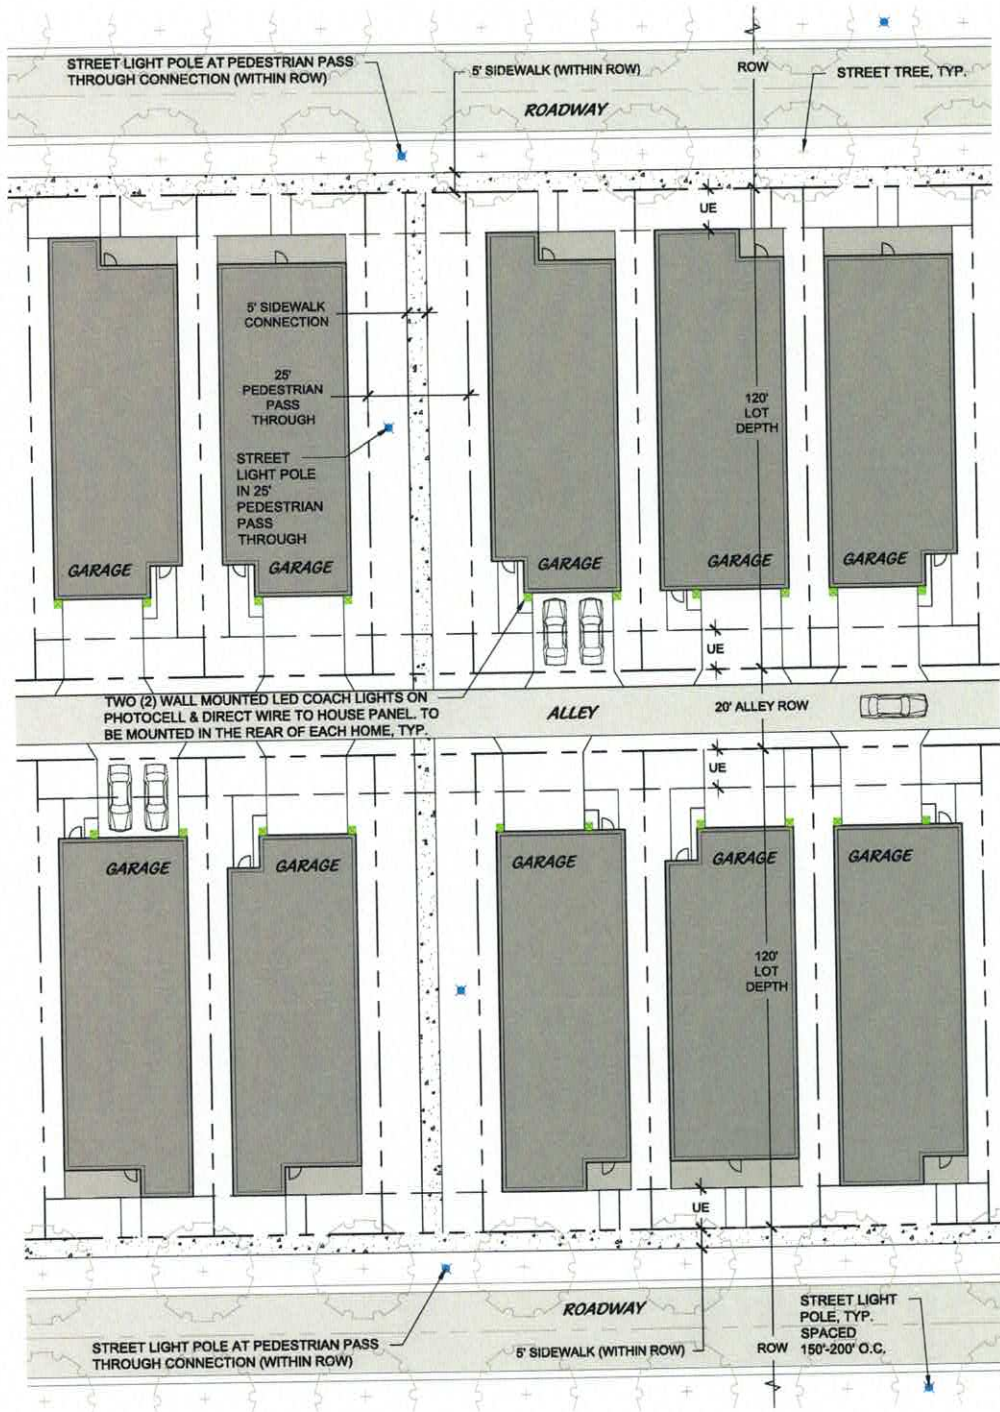 STREET LIGHT POLE AT PEDESTRIAN PASS
THROUGH CONNECTION (WITHIN ROW)
5' SIDEWALK (WITHIN ROW)
ROW
STREET TREE, TYP.
ROADWAY
UE
5' SIDEWALK
CONNECTION
25'
PEDESTRIAN
PASS
THROUGH
120'
LOT
DEPTH
STREET
LIGHT POLE
IN 25'
PEDESTRIAN
PASS
THROUGH
GARAGE
GARAGE
GARAGE
GARAGE
GARAGE
UE
TWO (2) WALL MOUNTED LED COACH LIGHTS ON
PHOTOCELL & DIRECT WIRE TO HOUSE PANEL. TO
BE MOUNTED IN THE REAR OF EACH HOME, TYP.
ALLEY
20' ALLEY ROW
UE
GARAGE
GARAGE
GARAGE
GARAGE
GARAGE
120'
LOT
DEPTH
UE
ROADWAY
STREET LIGHT
POLE, TYP.
SPACED
150'-200' O.C.
STREET LIGHT POLE AT PEDESTRIAN PASS
THROUGH CONNECTION (WITHIN ROW)
5' SIDEWALK (WITHIN ROW)
ROW